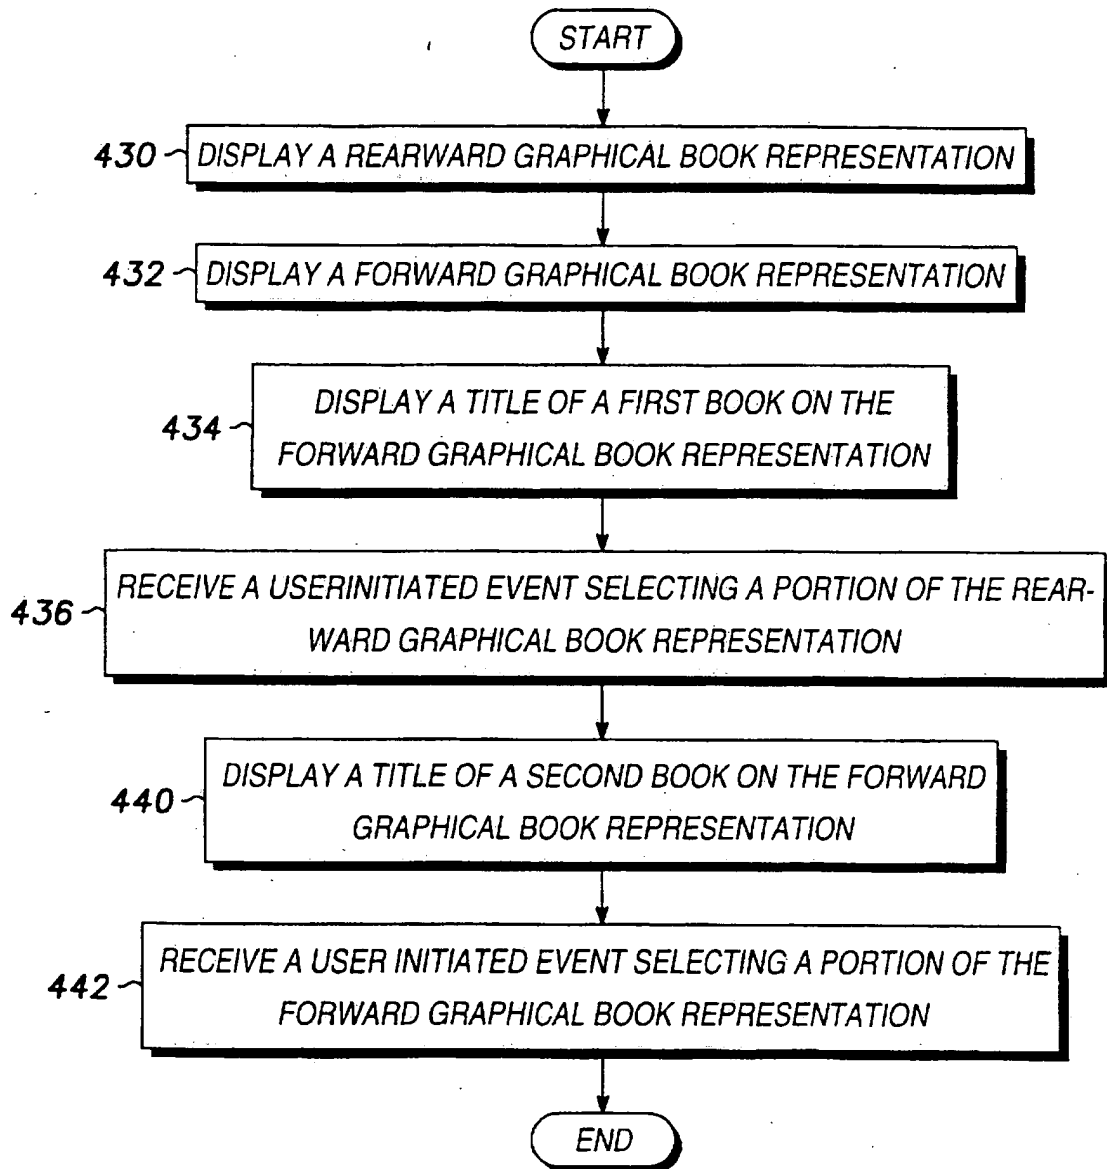 START
430 DISPLAY A REARWARD GRAPHICAL BOOK REPRESENTATION
432 DISPLAY A FORWARD GRAPHICAL BOOK REPRESENTATION
434 DISPLAY A TITLE OF A FIRST BOOK ON THE
FORWARD GRAPHICAL BOOK REPRESENTATION
436 RECEIVE A USERINITIATED EVENT SELECTING A PORTION OF THE REAR-
WARD GRAPHICAL BOOK REPRESENTATION
440 DISPLAY A TITLE OF A SECOND BOOK ON THE FORWARD
GRAPHICAL BOOK REPRESENTATION
442 RECEIVE A USER INITIATED EVENT SELECTING A PORTION OF THE
FORWARD GRAPHICAL BOOK REPRESENTATION
END